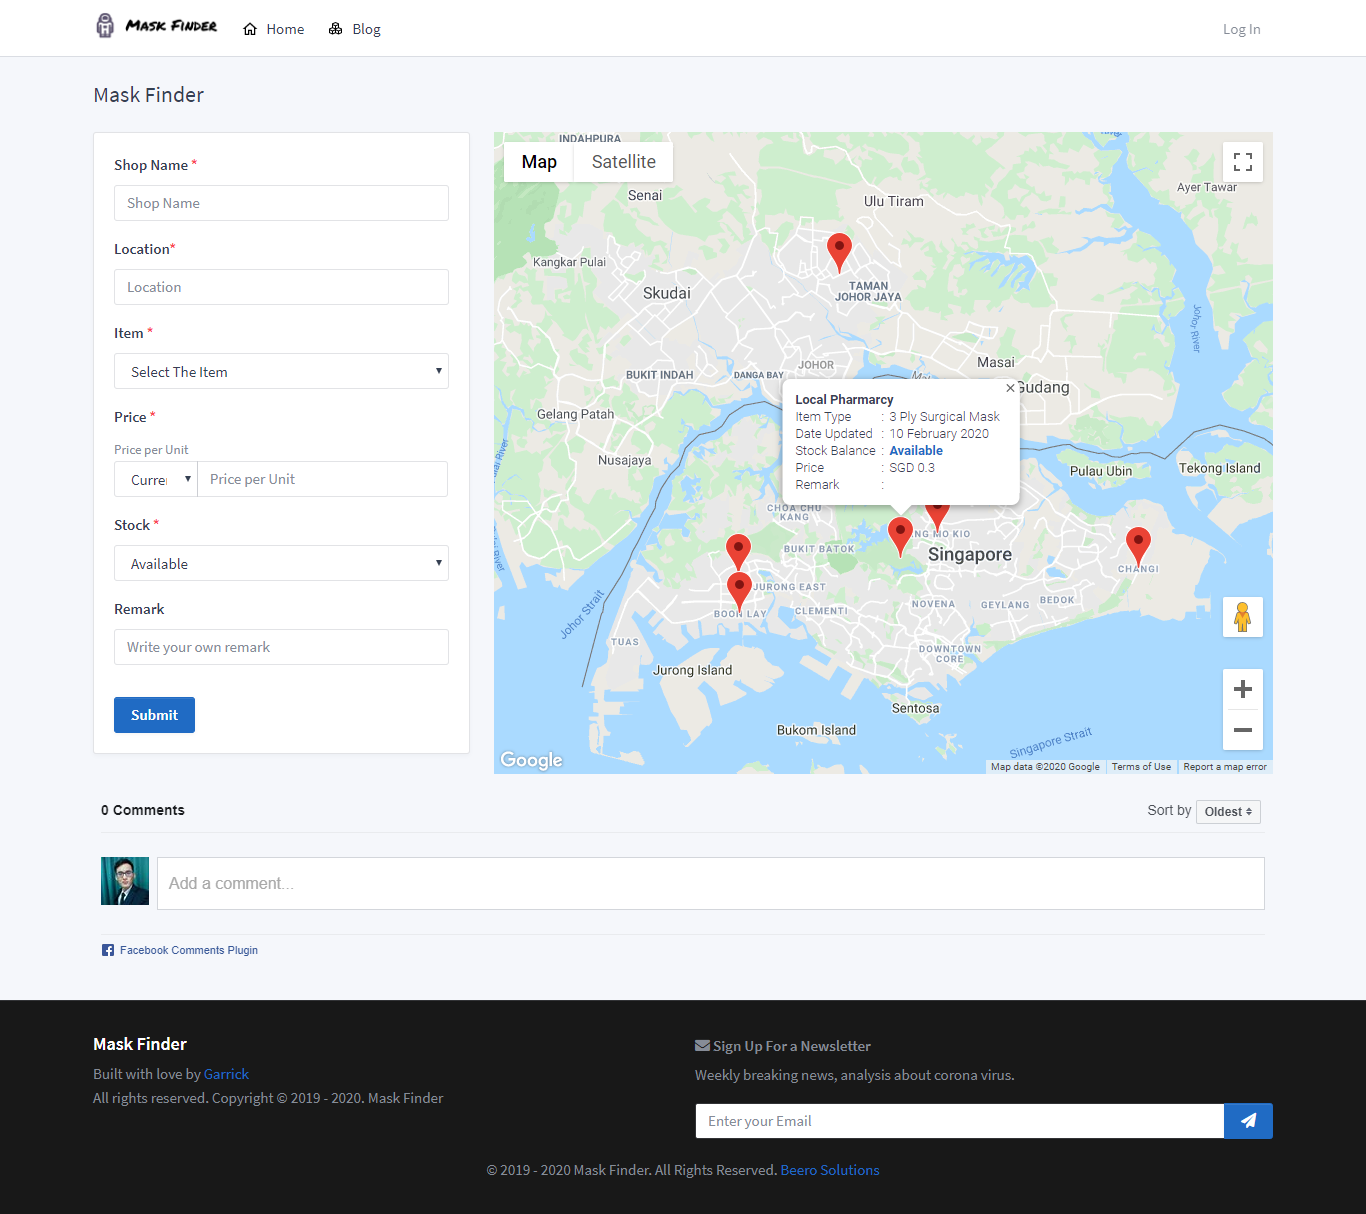 Mask Finder
Home
Blog
Log In
Mask Finder
Shop Name *
Shop Name
Location*
Location
Item *
Select The Item
Price *
Price per Unit
Price per Unit
Stock *
Available
Remark
Write your own remark
Submit
INDAHPURA
Map
Satellite
Senai
Ulu Tiram
Ayer Tawar
Kangkar Pulai
Skudai
TAMAN
JOHOR JAYA
Johor River
JOHOR
Masai
BUKIT INDAH
DANGA BAY
Gudang
Gelang Patah
Local Pharmarcy
Item Type : 3 Ply Surgical Mask
Date Updated : 10 February 2020
Stock Balance : Available
Price : SGD 0.3
Remark :
Nusajaya
Pulau Ubin
Tekong Island
CHOA CHU
KANG
NG MO KIO
BUKIT BATOK
Singapore
CHANGI
JURONG EAST
BOON LAY
CLEMENTI
NOVENA
GEYLANG
BEDOK
Johor Strait
TUAS
DOWNTOWN
CORE
Jurong Island
Sentosa
Bukom Island
Singapore Strait
Google
Map data ©2020 Google
Terms of Use
Report a map error
0 Comments
Sort by
Oldest
Add a comment...
Facebook Comments Plugin
Mask Finder
Built with love by Garrick
All rights reserved. Copyright © 2019 - 2020. Mask Finder
Sign Up For a Newsletter
Weekly breaking news, analysis about corona virus.
Enter your Email
© 2019 - 2020 Mask Finder. All Rights Reserved. Beero Solutions